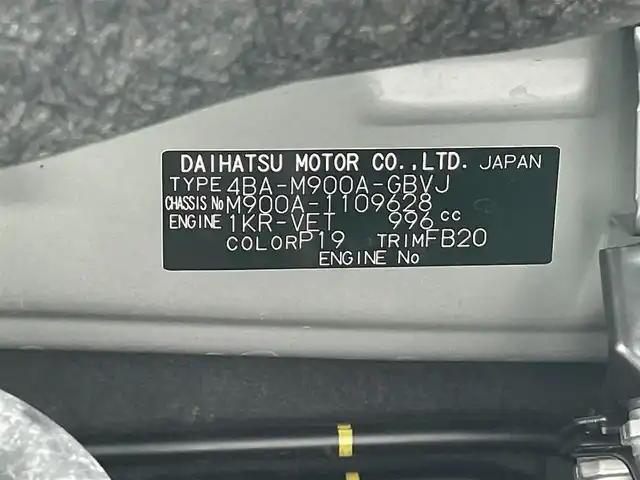 DAIHATSU MOTOR CO.,LTD. JAPAN
TYPE 4BA-M900A-GBVJ
CHASSIS No M900A-1109628
ENGINE 1KR-VET 996 cc
COLOR P19 TRIM FB20
ENGINE No